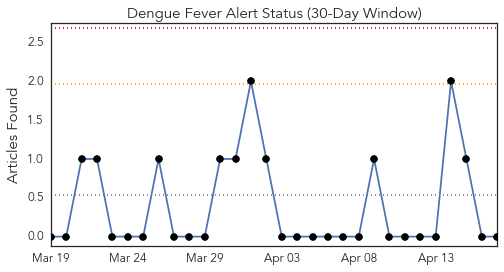 Dengue Fever Alert Status (30-Day Window)
Articles Found
2.5
2.0
1.5
1.0
0.5
0.0
Mar 19 Mar 24 Mar 29 Apr 03 Apr 08 Apr 13